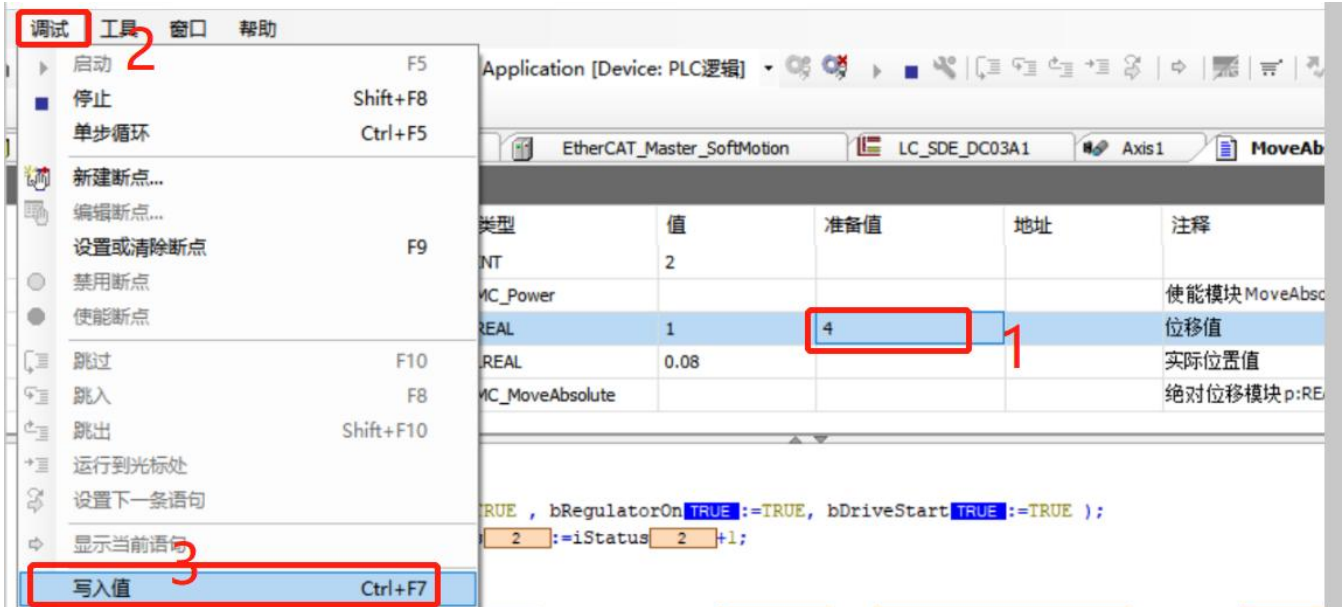 调试 工具 窗口 帮助
2
启动 F5
Application [Device: PLC逻辑]
停止 Shift+F8
单步循环 Ctrl+F5
EtherCAT_Master_SoftMotion LC_SDE_DC03A1 Axis1 MoveAb
新建断点...
编辑断点...
类型 值 准备值 地址 注释
设置或清除断点 F9
INT 2
禁用断点
MC_Power 使能模块MoveAbso
使能断点
REAL 1 4 位移值
1
跳过 F10
LREAL 0.08 实际位置值
跳入 F8
MC_MoveAbsolute 绝对位移模块p:REA
跳出 Shift+F10
运行到光标处
设置下一条语句
TRUE , bRegulatorOn TRUE :=TRUE, bDriveStart TRUE :=TRUE );
显示当前语句
2 :=iStatus 2 +1;
3
写入值 Ctrl+F7